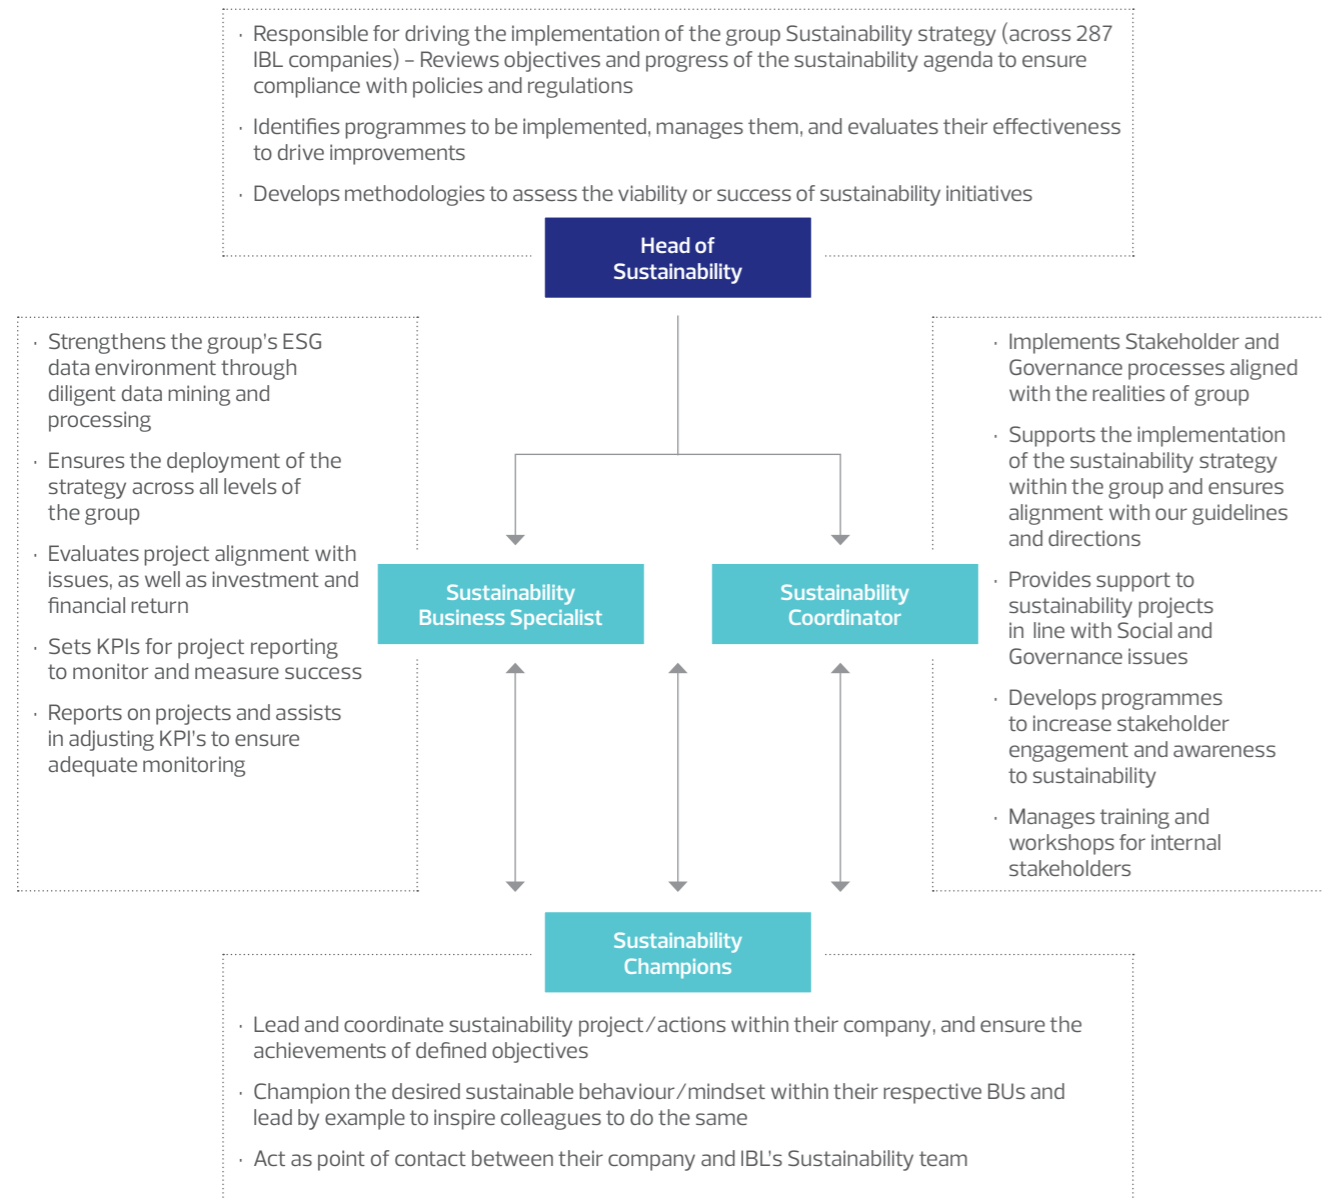 · Responsible for driving the implementation of the group Sustainability strategy (across 287
IBL companies) – Reviews objectives and progress of the sustainability agenda to ensure
compliance with policies and regulations
· Identifies programmes to be implemented, manages them, and evaluates their effectiveness
to drive improvements
· Develops methodologies to assess the viability or success of sustainability initiatives
Head of
Sustainability
· Strengthens the group's ESG
data environment through
diligent data mining and
processing
· Ensures the deployment of the
strategy across all levels of
the group
· Evaluates project alignment with
issues, as well as investment and
financial return
· Sets KPIs for project reporting
to monitor and measure success
· Reports on projects and assists
in adjusting KPI's to ensure
adequate monitoring
Sustainability
Business Specialist
Sustainability
Coordinator
· Implements Stakeholder and
Governance processes aligned
with the realities of group
· Supports the implementation
of the sustainability strategy
within the group and ensures
alignment with our guidelines
and directions
· Provides support to
sustainability projects
in line with Social and
Governance issues
· Develops programmes
to increase stakeholder
engagement and awareness
to sustainability
· Manages training and
workshops for internal
stakeholders
Sustainability
Champions
· Lead and coordinate sustainability project/actions within their company, and ensure the
achievements of defined objectives
· Champion the desired sustainable behaviour/mindset within their respective BUs and
lead by example to inspire colleagues to do the same
· Act as point of contact between their company and IBL's Sustainability team